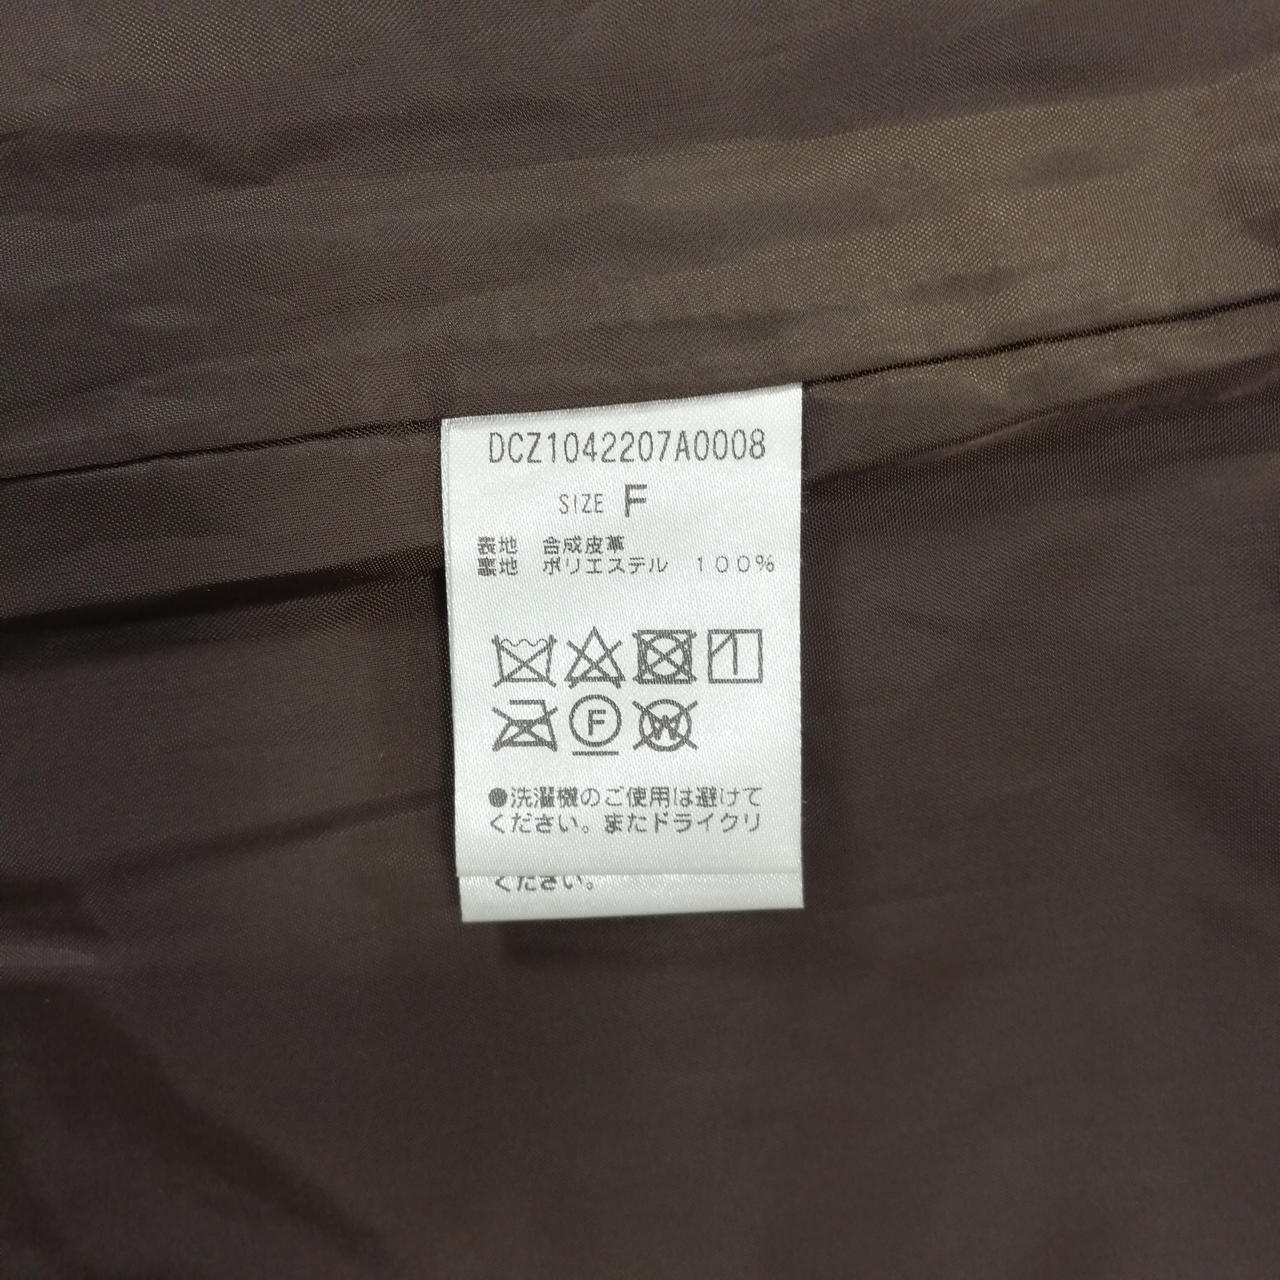 DCZ1042207A0008
SIZE F
表地 合成皮革
裏地 ポリエステル 100%
F
W
●洗濯機のご使用は避けて
ください。またドライクリ
ください。